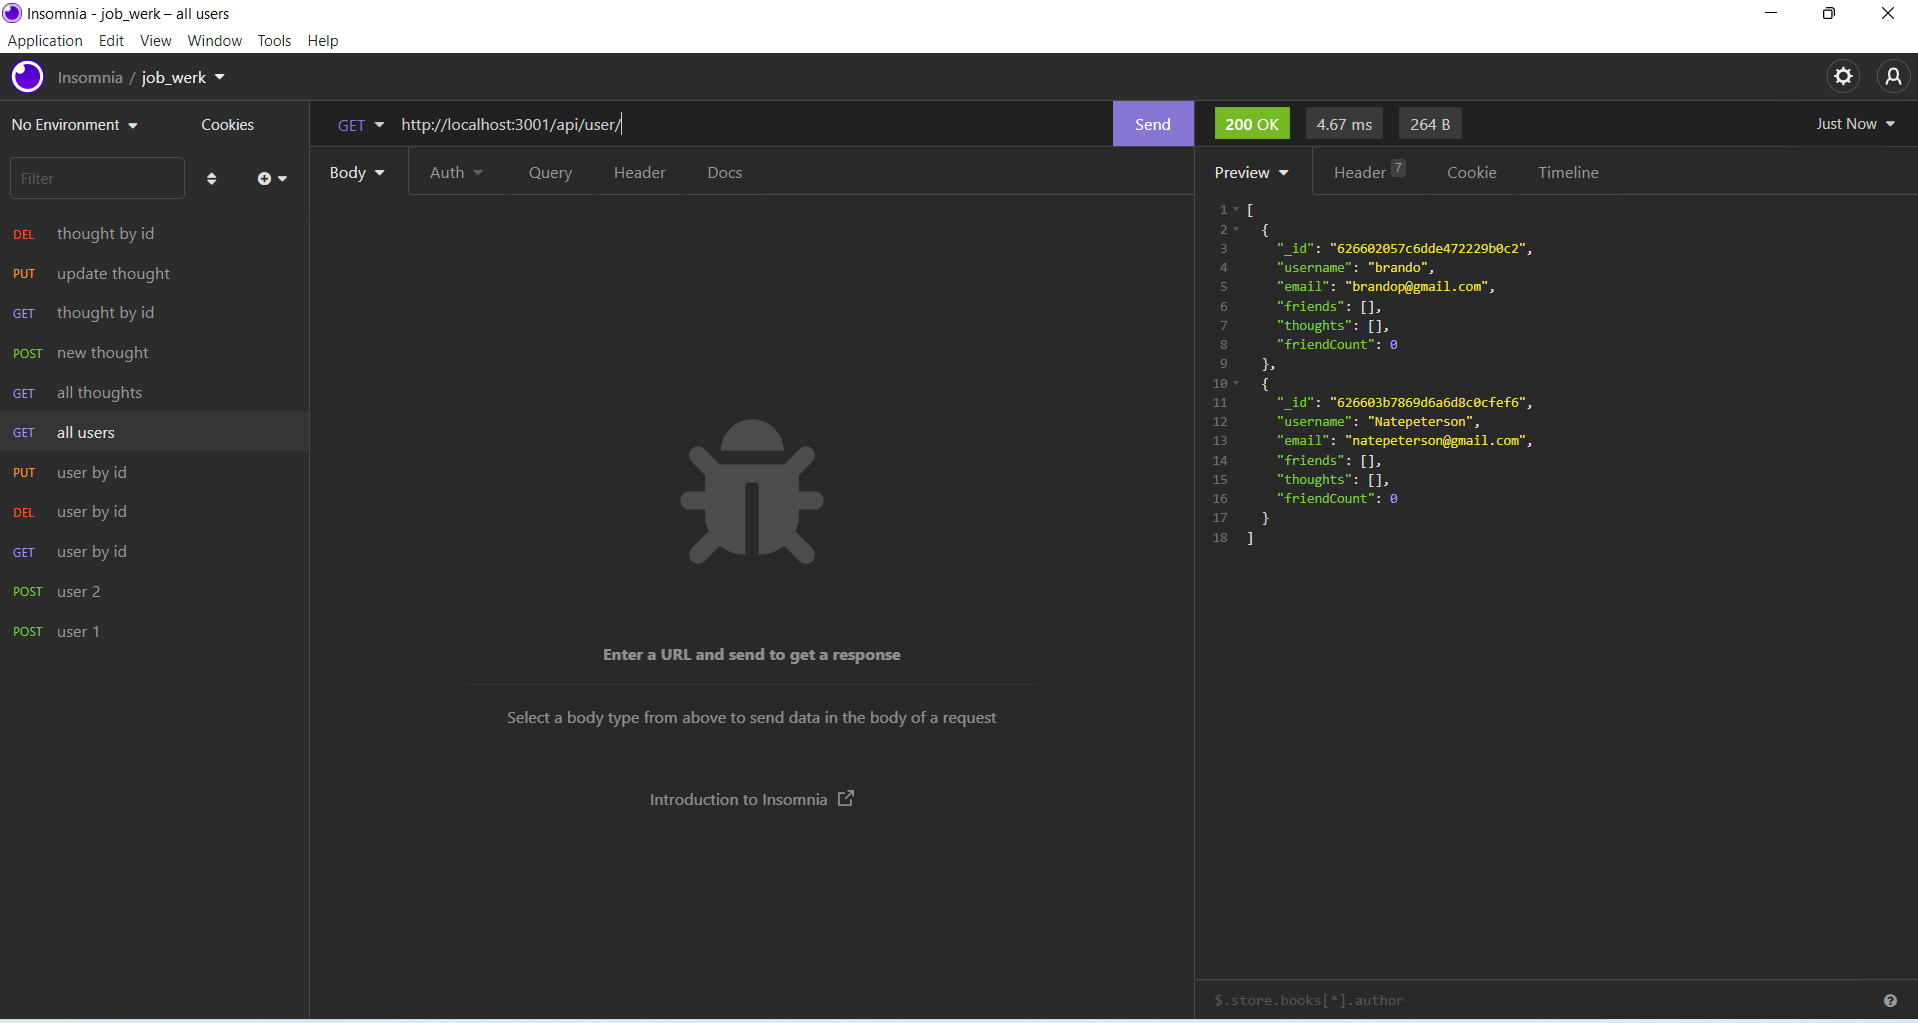 Insomnia - job_werk – all users
Application Edit View Window Tools Help
Insomnia / job_werk
No Environment Cookies
Filter
DEL thought by id
PUT update thought
GET thought by id
POST new thought
GET all thoughts
GET all users
PUT user by id
DEL user by id
GET user by id
POST user 2
POST user 1
GET http://localhost:3001/api/user/ Send
Body Auth Query Header Docs
Enter a URL and send to get a response
Select a body type from above to send data in the body of a request
Introduction to Insomnia
200 OK 4.67 ms 264 B Just Now
Preview Header 7 Cookie Timeline
1 [
2 {
3 "_id": "626602057c6dde472229b0c2",
4 "username": "brando",
5 "email": "brandop@gmail.com",
6 "friends": [],
7 "thoughts": [],
8 "friendCount": 0
9 },
10 {
11 "_id": "626603b7869d6a6d8c0cfef6",
12 "username": "Natepeterson",
13 "email": "natepeterson@gmail.com",
14 "friends": [],
15 "thoughts": [],
16 "friendCount": 0
17 }
18 ]
$.store.books[*].author ?